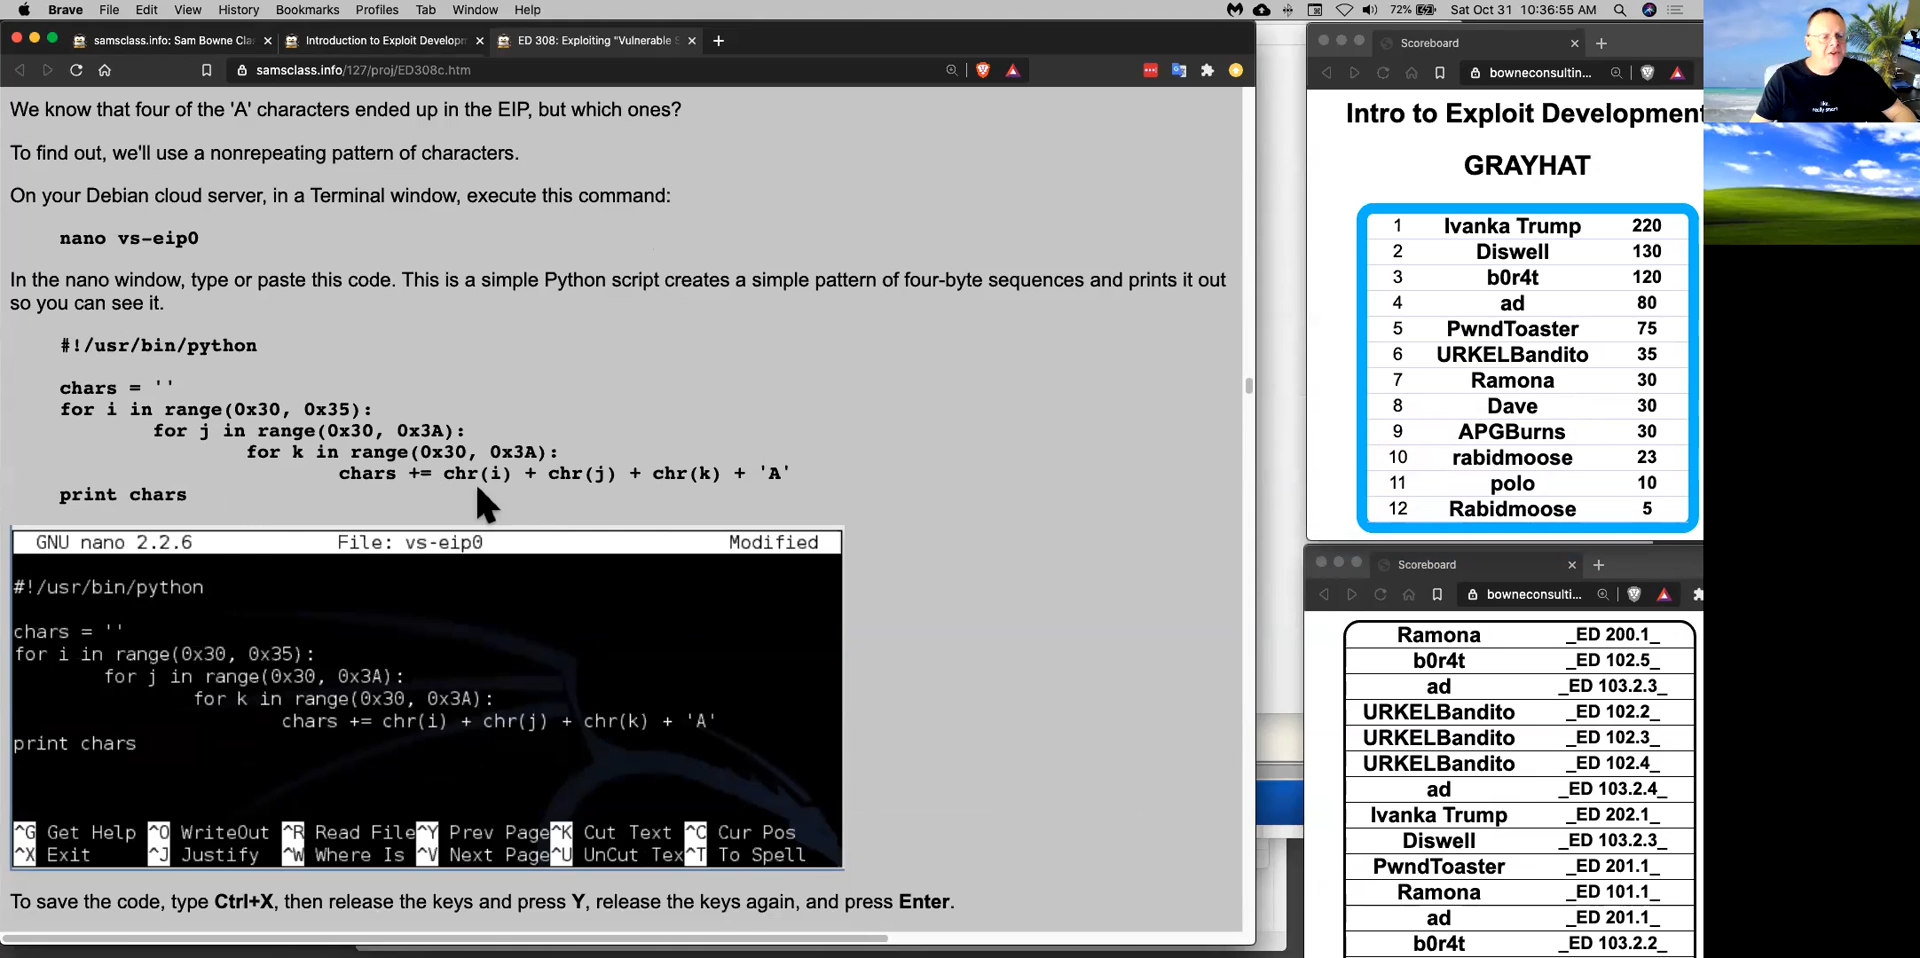 Brave File Edit View History Bookmarks Profiles Tab Window Help
72% Sat Oct 31 10:36:55 AM
samsclass.info: Sam Bowne Cla
Introduction to Exploit Developm
ED 308: Exploiting "Vulnerable S
samsclass.info/127/proj/ED308c.htm
We know that four of the 'A' characters ended up in the EIP, but which ones?
To find out, we'll use a nonrepeating pattern of characters.
On your Debian cloud server, in a Terminal window, execute this command:
nano vs-eip0
In the nano window, type or paste this code. This is a simple Python script creates a simple pattern of four-byte sequences and prints it out
so you can see it.
#!/usr/bin/python
chars = ''
for i in range(0x30, 0x35):
for j in range(0x30, 0x3A):
for k in range(0x30, 0x3A):
chars += chr(i) + chr(j) + chr(k) + 'A'
print chars
GNU nano 2.2.6 File: vs-eip0 Modified
#!/usr/bin/python
chars = ''
for i in range(0x30, 0x35):
for j in range(0x30, 0x3A):
for k in range(0x30, 0x3A):
chars += chr(i) + chr(j) + chr(k) + 'A'
print chars
^G Get Help ^O WriteOut ^R Read File ^Y Prev Page ^K Cut Text ^C Cur Pos
^X Exit ^J Justify ^W Where Is ^V Next Page ^U UnCut Tex ^T To Spell
To save the code, type Ctrl+X, then release the keys and press Y, release the keys again, and press Enter.
Scoreboard
bowneconsultin...
Intro to Exploit Development
GRAYHAT
1 Ivanka Trump 220
2 Diswell 130
3 b0r4t 120
4 ad 80
5 PwndToaster 75
6 URKELBandito 35
7 Ramona 30
8 Dave 30
9 APGBurns 30
10 rabidmoose 23
11 polo 10
12 Rabidmoose 5
Scoreboard
bowneconsulti...
Ramona _ED 200.1_
b0r4t _ED 102.5_
ad _ED 103.2.3_
URKELBandito _ED 102.2_
URKELBandito _ED 102.3_
URKELBandito _ED 102.4_
ad _ED 103.2.4_
Ivanka Trump _ED 202.1_
Diswell _ED 103.2.3_
PwndToaster _ED 201.1_
Ramona _ED 101.1_
ad _ED 201.1_
b0r4t _ED 103.2.2_